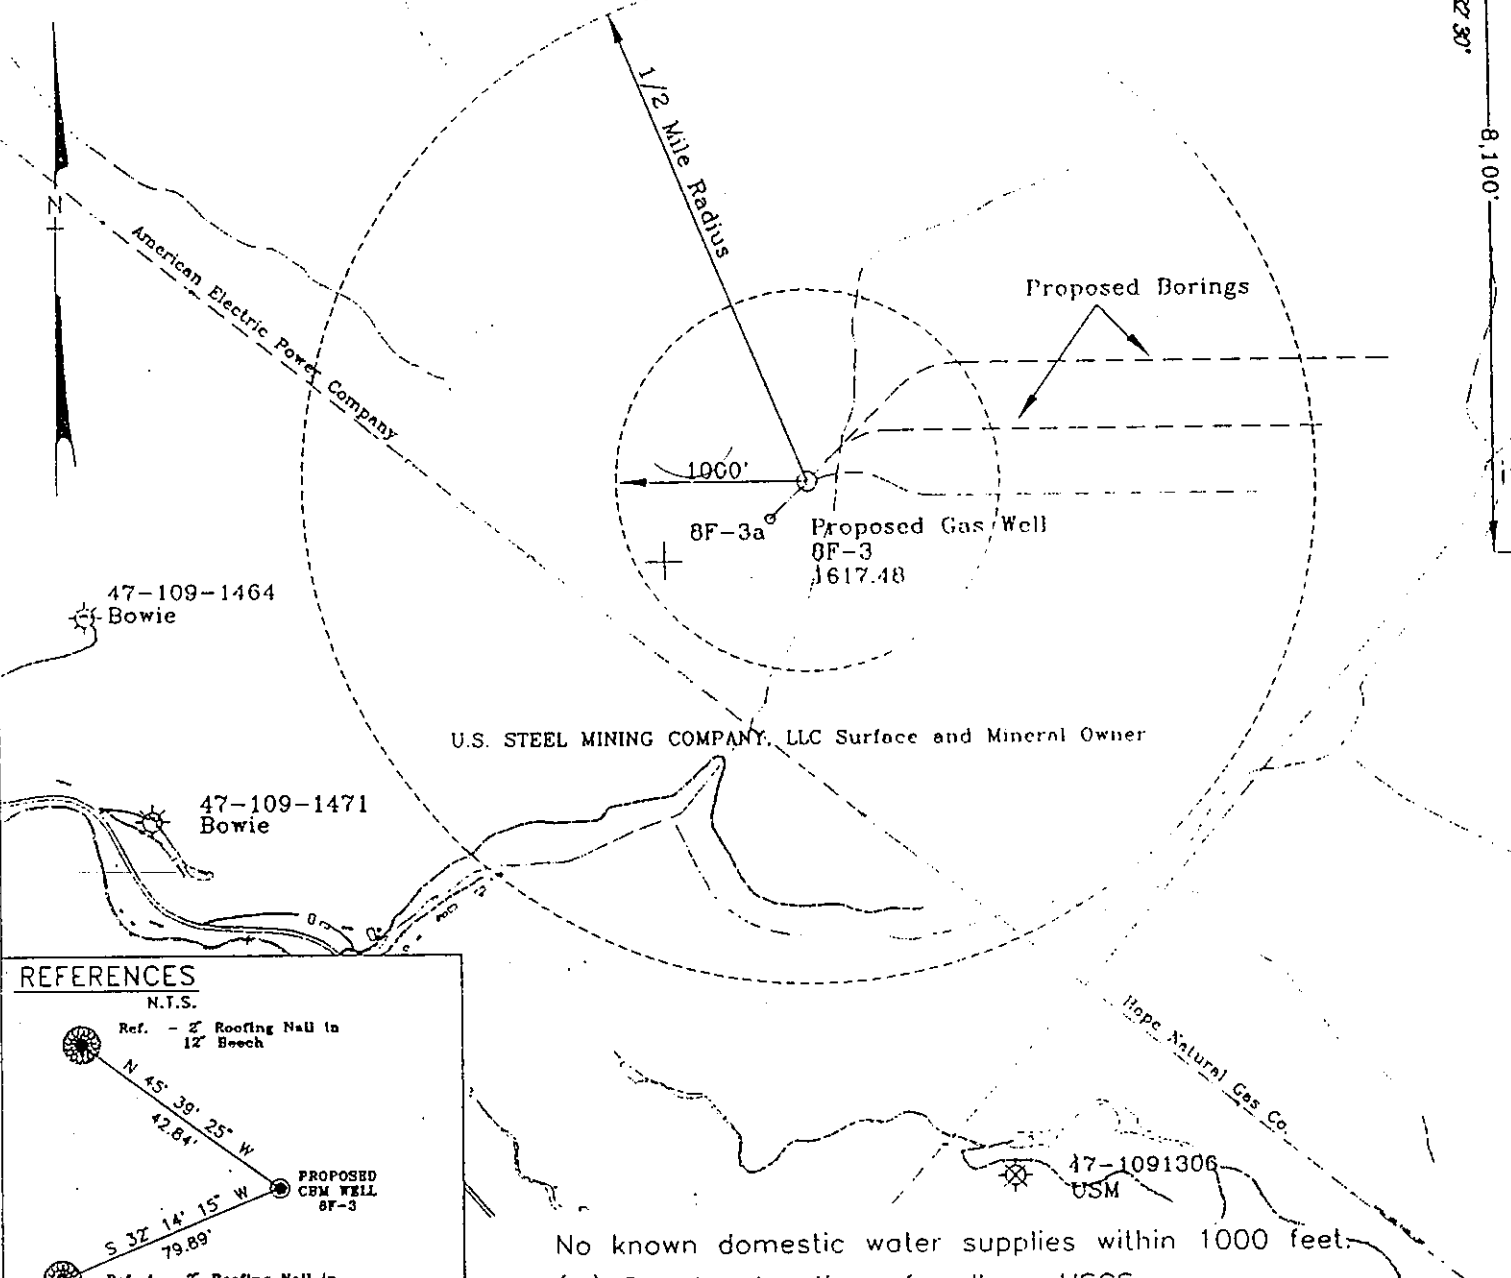 22' 30"
8,100'
1/2 Mile Radius
N
American Electric Power Company
Proposed Borings
1000'
8F-3a
Proposed Gas Well
8F-3
1617.48
47-109-1464
Bowie
U.S. STEEL MINING COMPANY, LLC Surface and Mineral Owner
47-109-1471
Bowie
REFERENCES
N.T.S.
Ref. - 2" Roofing Nail in
12" Beech
N 45° 39' 25" W
42.84'
PROPOSED
CBM WELL
8F-3
S 32° 14' 15" W
79.89'
Hope Natural Gas Co.
47-1091306
USM
No known domestic water supplies within 1000 feet.